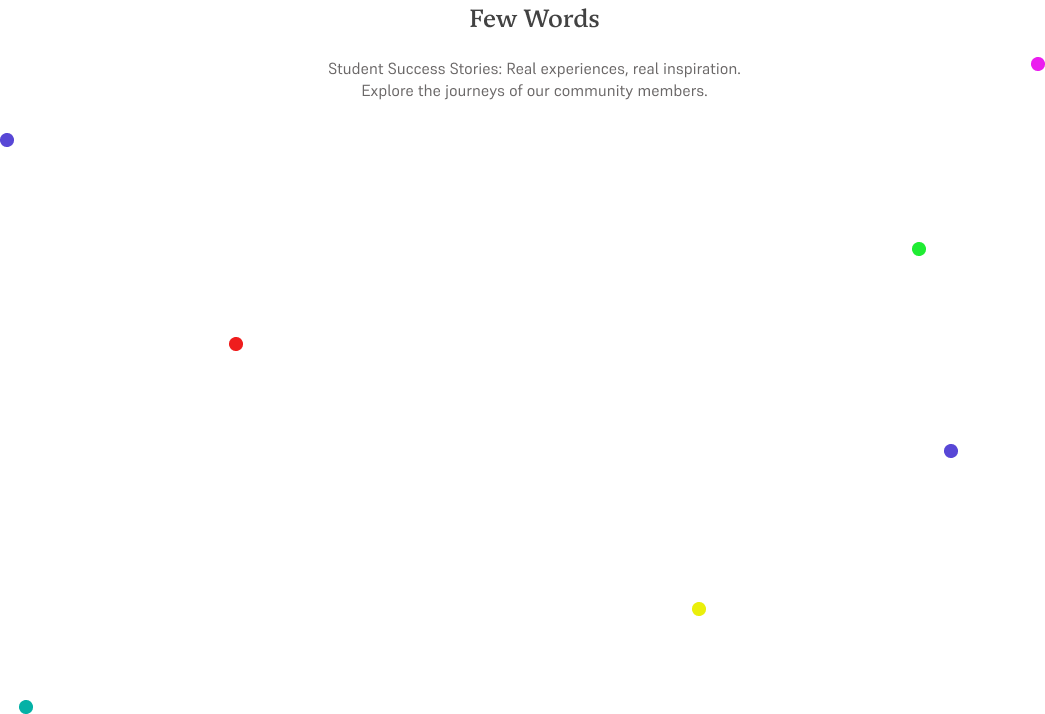 Few Words
Student Success Stories: Real experiences, real inspiration.
Explore the journeys of our community members.